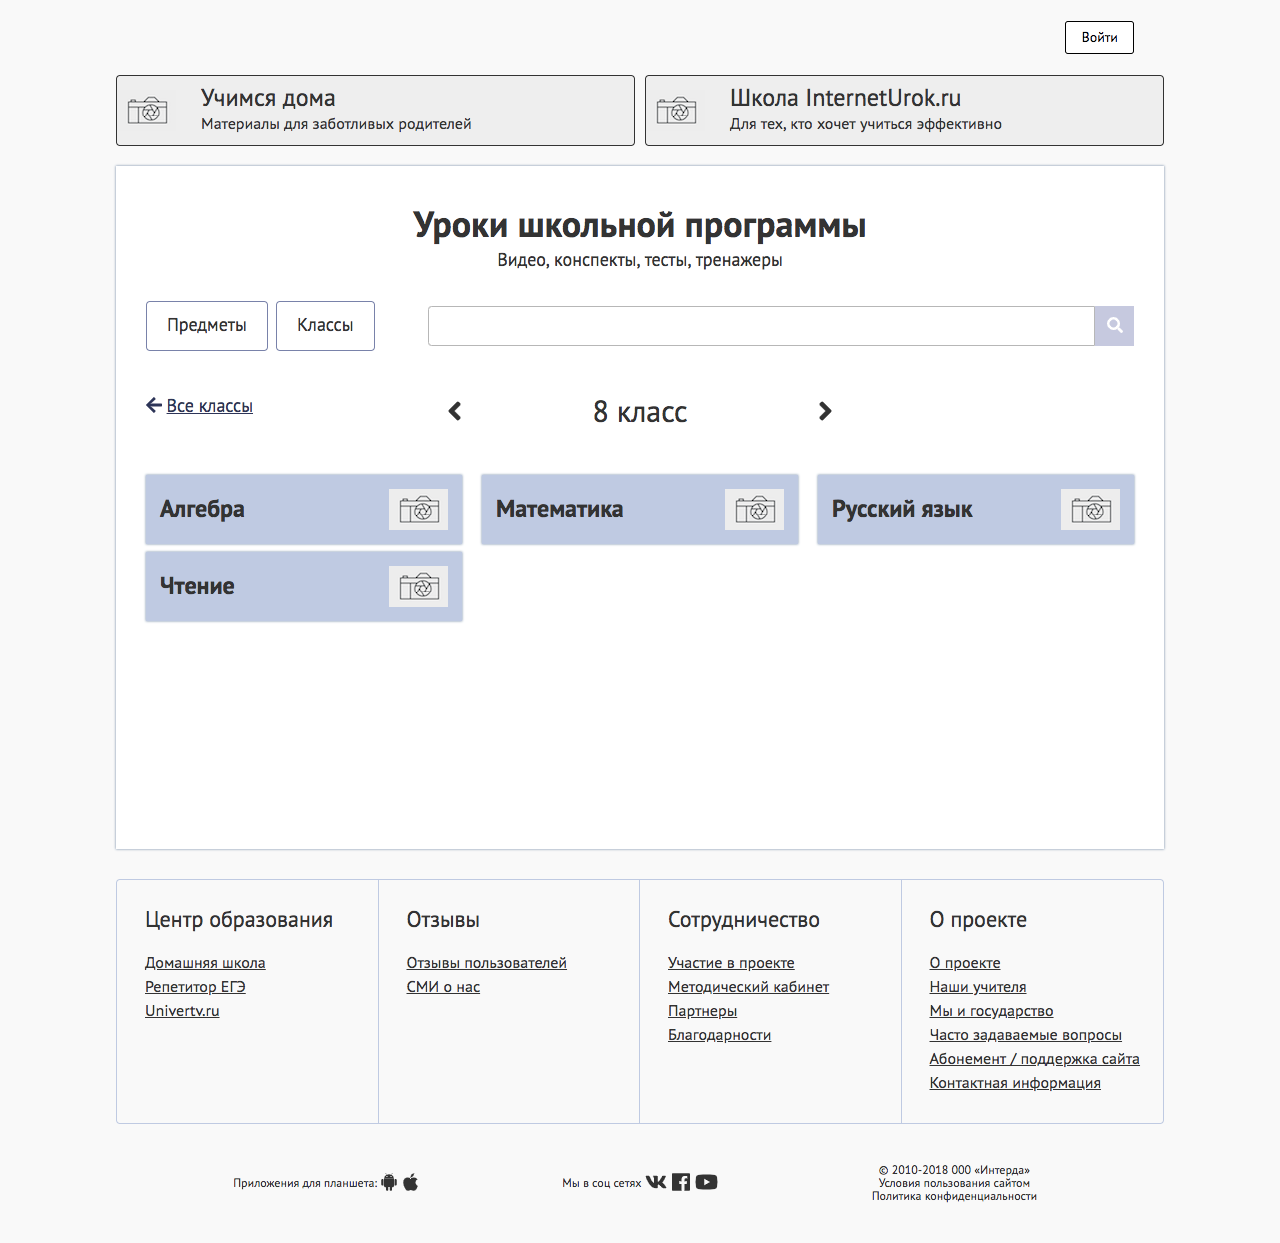 Войти
Учимся дома
Материалы для заботливых родителей
Школа InternetUrok.ru
Для тех, кто хочет учиться эффективно
Уроки школьной программы
Видео, конспекты, тесты, тренажеры
Предметы
Классы
Все классы
8 класс
Алгебра
Математика
Русский язык
Чтение
Центр образования
Домашняя школа
Репетитор ЕГЭ
Univertv.ru
Отзывы
Отзывы пользователей
СМИ о нас
Сотрудничество
Участие в проекте
Методический кабинет
Партнеры
Благодарности
О проекте
О проекте
Наши учителя
Мы и государство
Часто задаваемые вопросы
Абонемент / поддержка сайта
Контактная информация
Приложения для планшета:
Мы в соц сетях
© 2010-2018 ООО «Интерда»
Условия пользования сайтом
Политика конфиденциальности